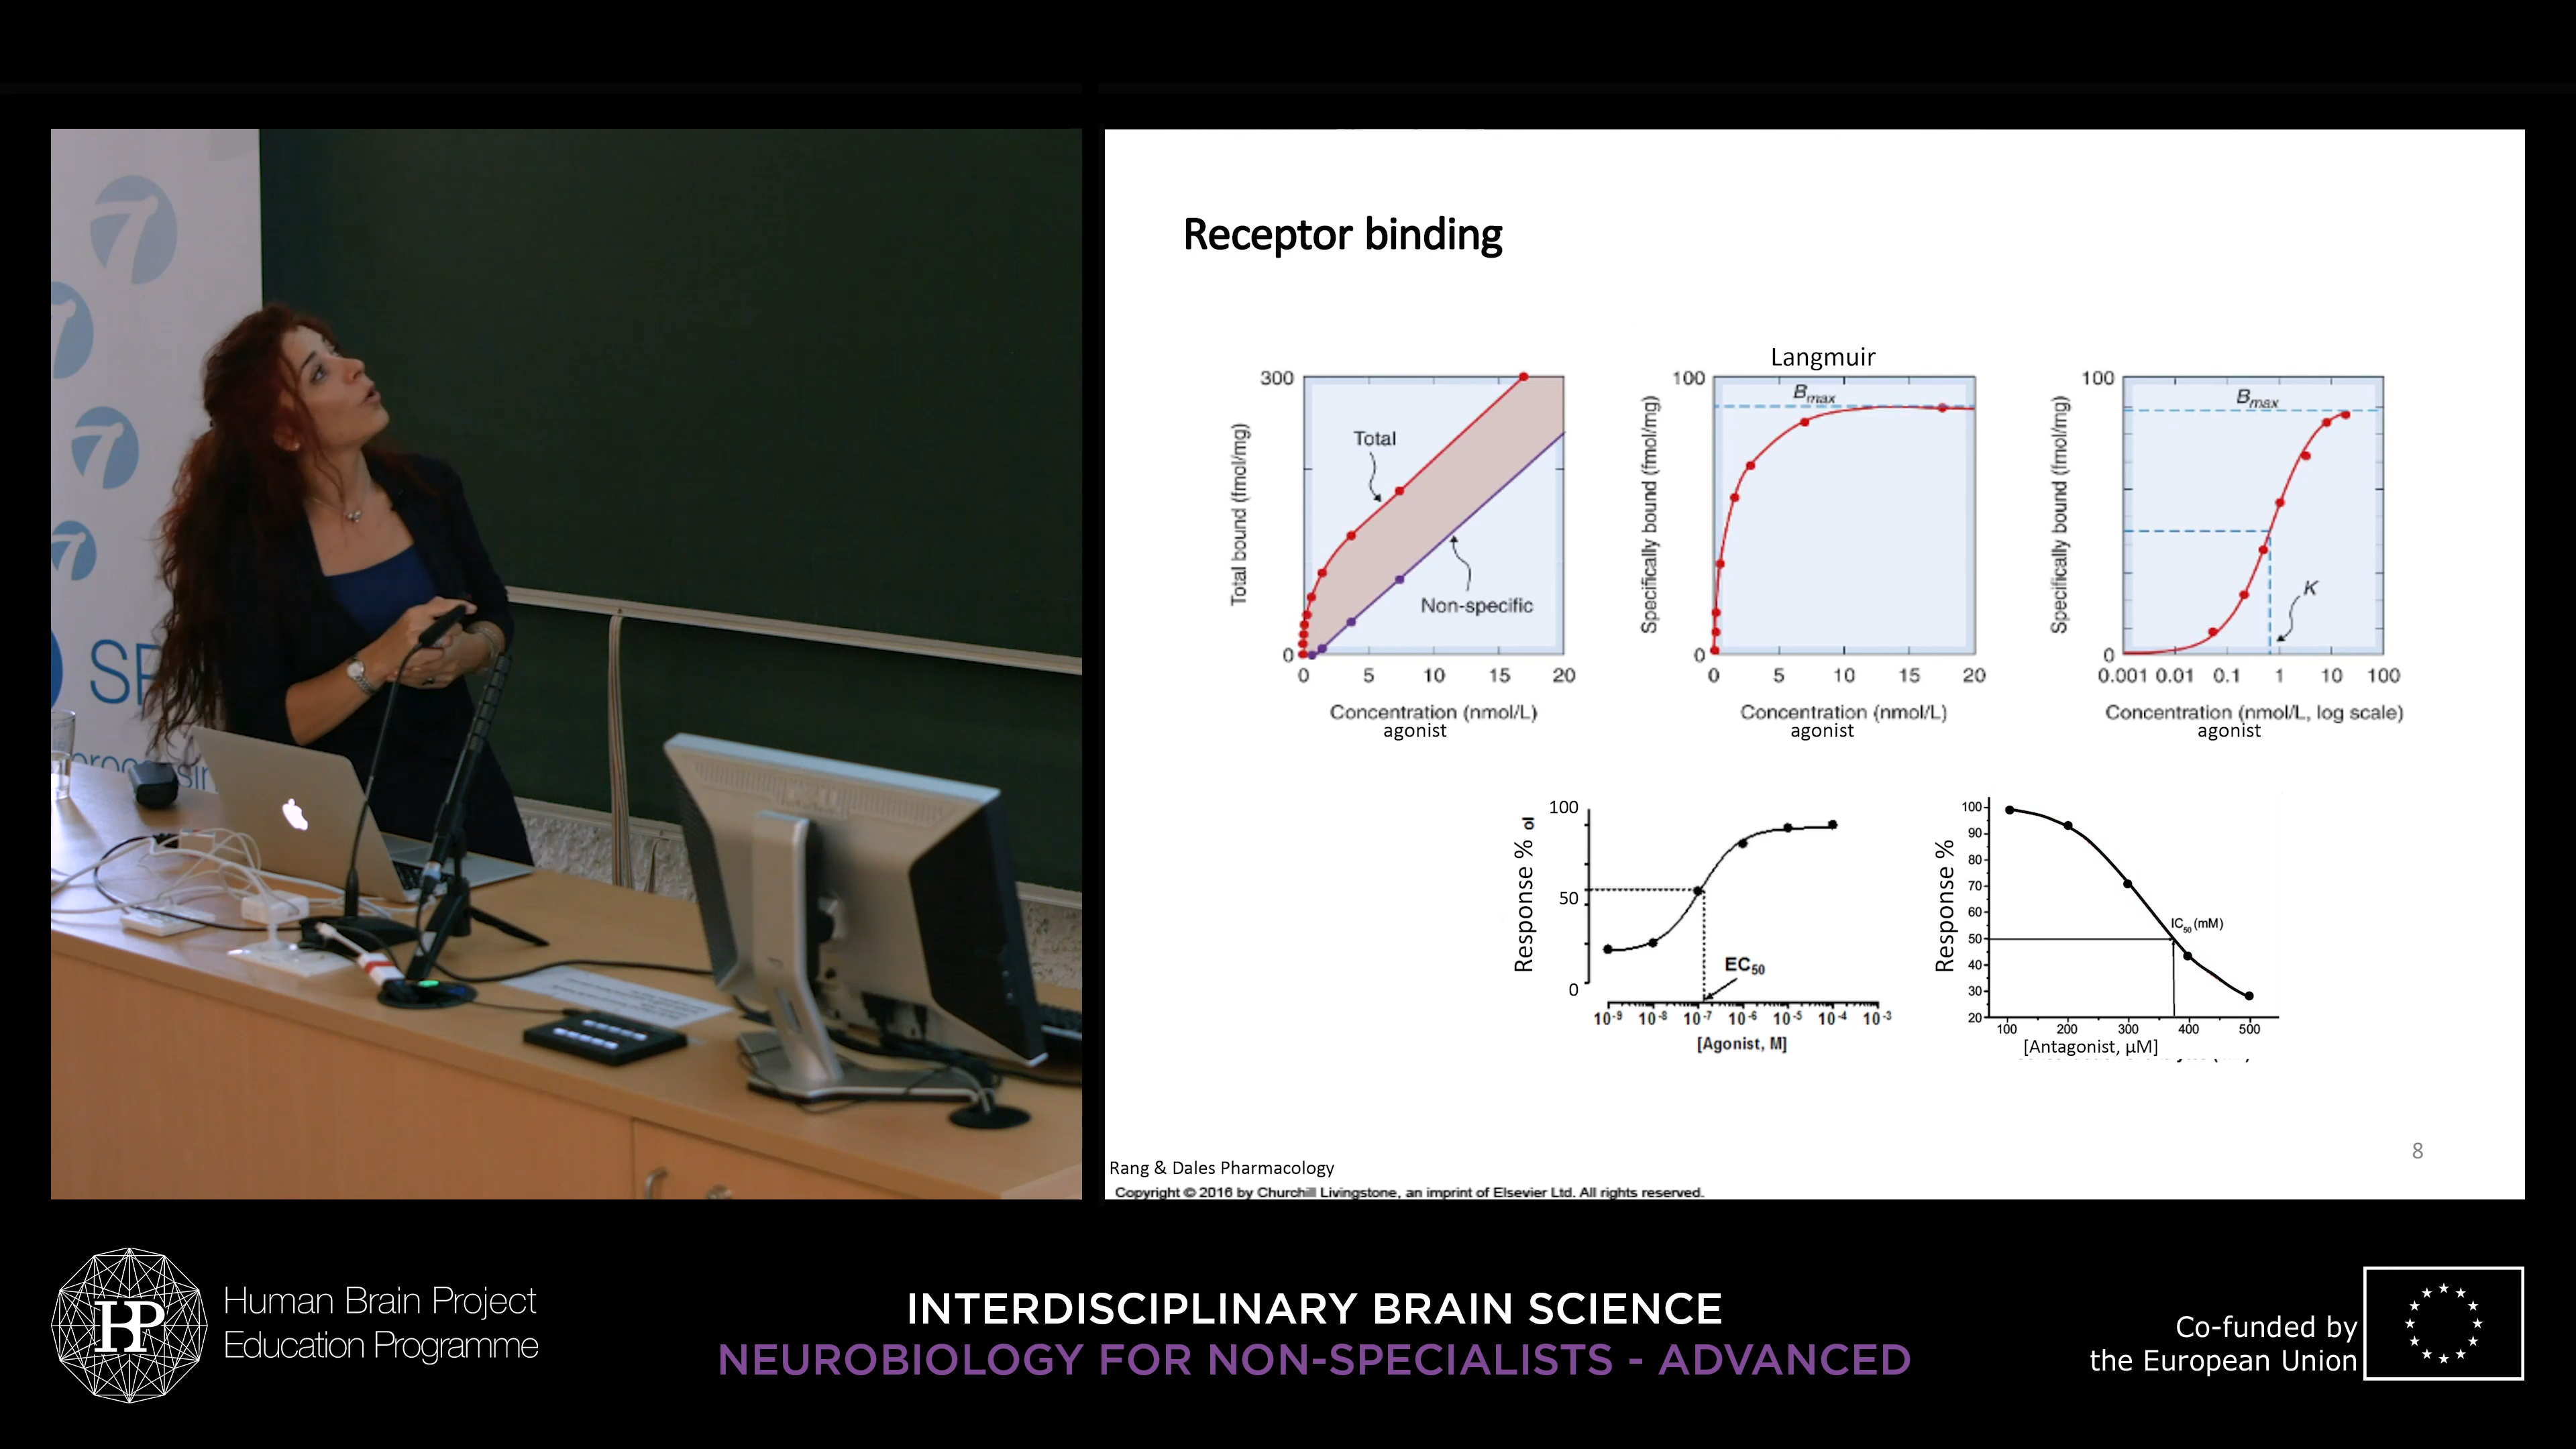 Receptor binding
Langmuir
300
Total bound (fmol/mg)
Total
Non-specific
0
0 5 10 15 20
Concentration (nmol/L)
agonist
100
Specifically bound (fmol/mg)
Bmax
0
0 5 10 15 20
Concentration (nmol/L)
agonist
100
Specifically bound (fmol/mg)
Bmax
K
0
0.001 0.01 0.1 1 10 100
Concentration (nmol/L, log scale)
agonist
Response % of
100
50
0
EC50
10-9 10-8 10-7 10-6 10-5 10-4 10-3
[Agonist, M]
Response %
100
90
80
70
60
50
40
30
20
IC50 (mM)
100 200 300 400 500
[Antagonist, µM]
8
Rang & Dales Pharmacology
Copyright © 2016 by Churchill Livingstone, an imprint of Elsevier Ltd. All rights reserved.
HBP
Human Brain Project
Education Programme
INTERDISCIPLINARY BRAIN SCIENCE
NEUROBIOLOGY FOR NON-SPECIALISTS - ADVANCED
Co-funded by
the European Union